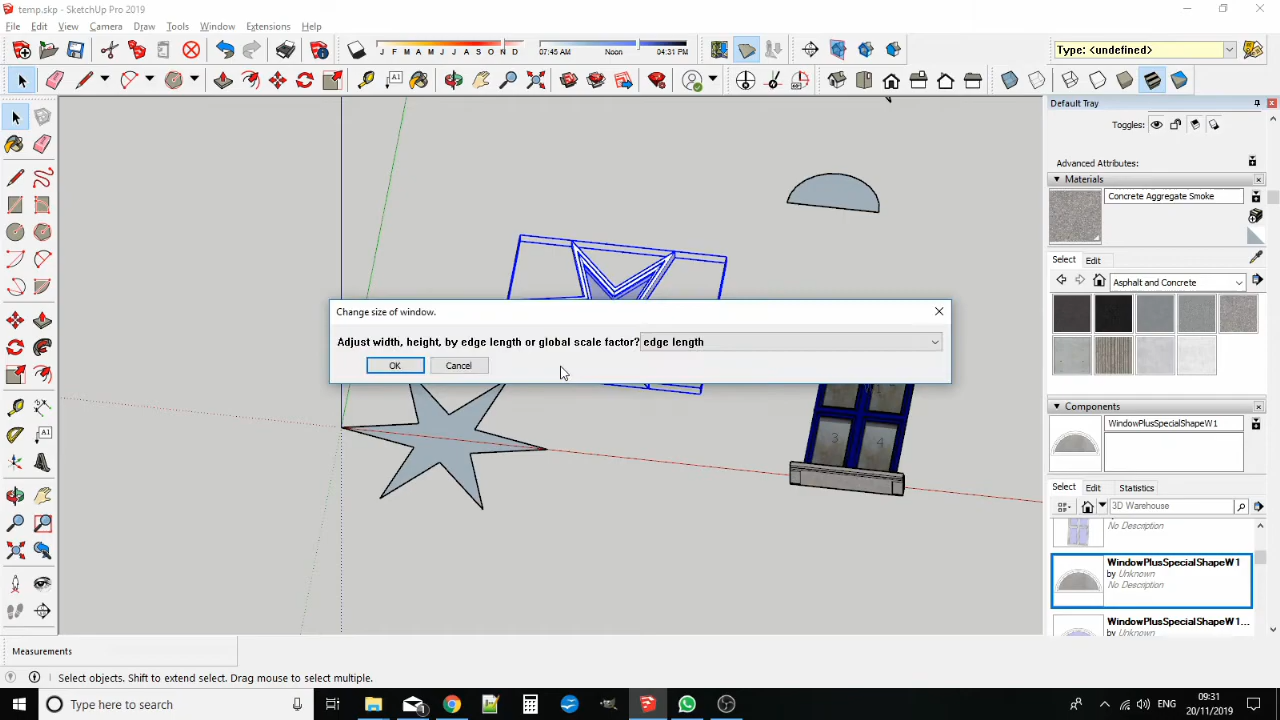 temp.skp - SketchUp Pro 2019
File Edit View Camera Draw Tools Window Extensions Help
J F M A M J J A S O N D
07:45 AM Noon 04:31 PM
Type: <undefined>
Default Tray
Toggles:
Advanced Attributes:
Materials
Concrete Aggregate Smoke
Select Edit
Asphalt and Concrete
Change size of window.
Adjust width, height, by edge length or global scale factor? edge length
OK Cancel
1
3 4
Components
WindowPlusSpecialShapeW1
Select Edit Statistics
3D Warehouse
No Description
WindowPlusSpecialShapeW1
by Unknown
No Description
WindowPlusSpecialShapeW1...
by Unknown
Measurements
Select objects. Shift to extend select. Drag mouse to select multiple.
Type here to search
1
ENG
09:31
20/11/2019